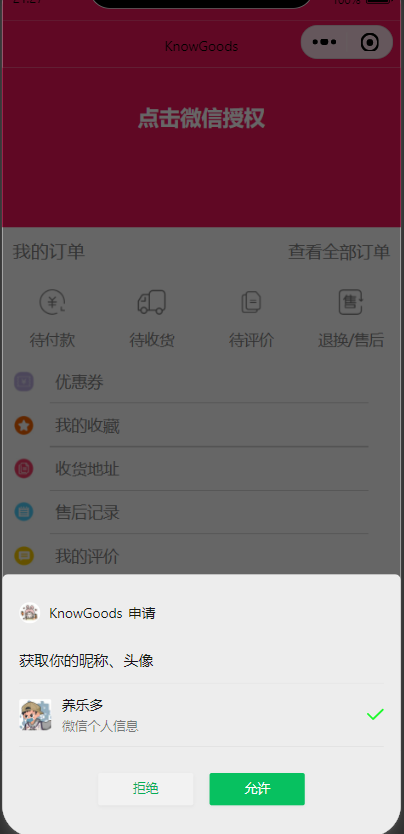 KnowGoods
点击微信授权
我的订单 查看全部订单
待付款 待收货 待评价 退换/售后
优惠券
我的收藏
收货地址
售后记录
我的评价
KnowGoods 申请
获取你的昵称、头像
养乐多
微信个人信息
拒绝 允许